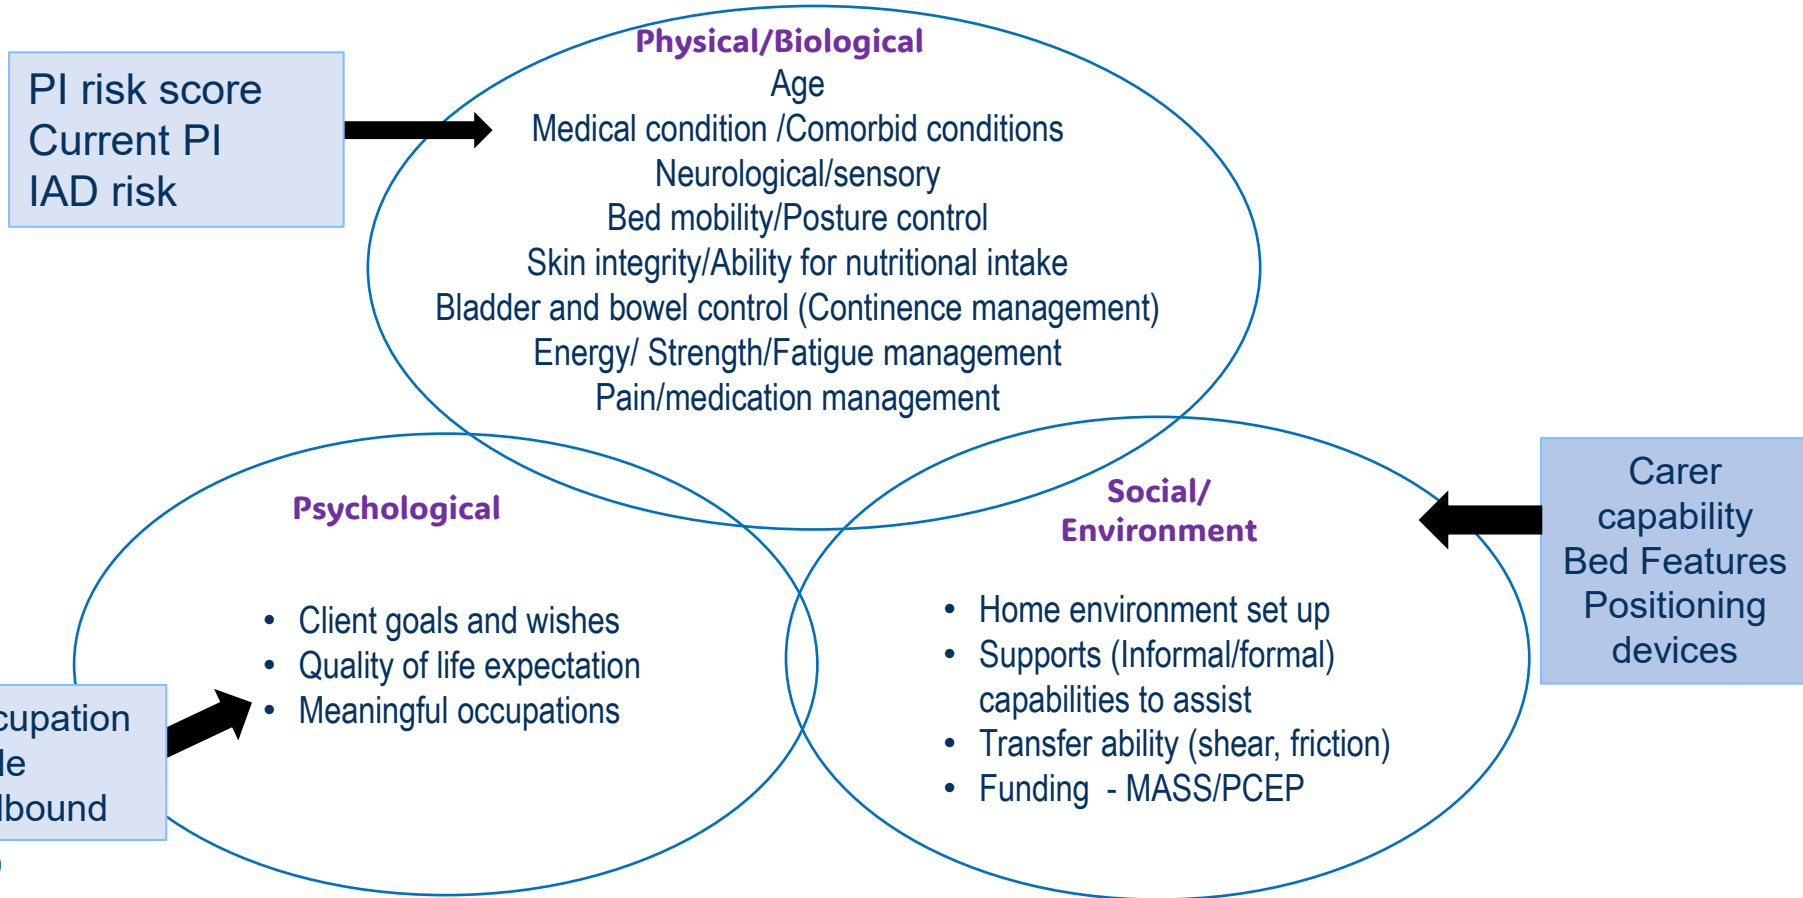 PI risk score
Current PI
IAD risk
Physical/Biological
Age
Medical condition /Comorbid conditions
Neurological/sensory
Bed mobility/Posture control
Skin integrity/Ability for nutritional intake
Bladder and bowel control (Continence management)
Energy/ Strength/Fatigue management
Pain/medication management
Psychological
• Client goals and wishes
• Quality of life expectation
• Meaningful occupations
cupation
le
lbound
Social/
Environment
• Home environment set up
• Supports (Informal/formal)
capabilities to assist
• Transfer ability (shear, friction)
• Funding - MASS/PCEP
Carer
capability
Bed Features
Positioning
devices